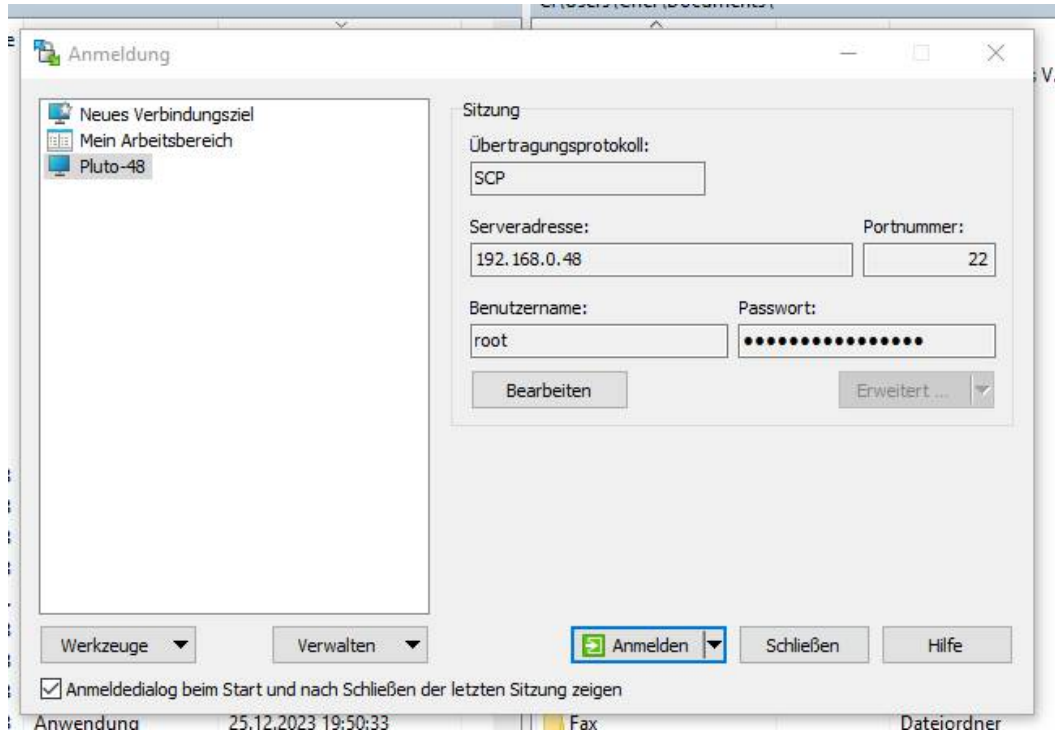 Anmeldung
Neues Verbindungsziel
Mein Arbeitsbereich
Pluto-48
Sitzung
Übertragungsprotokoll:
SCP
Serveradresse: Portnummer:
192.168.0.48 22
Benutzername: Passwort:
root ••••••••••••••••
Bearbeiten Erweitert ...
Werkzeuge Verwalten Anmelden Schließen Hilfe
Anmeldedialog beim Start und nach Schließen der letzten Sitzung zeigen
Anwendung 25.12.2023 19:50:33 Fax Dateiordner